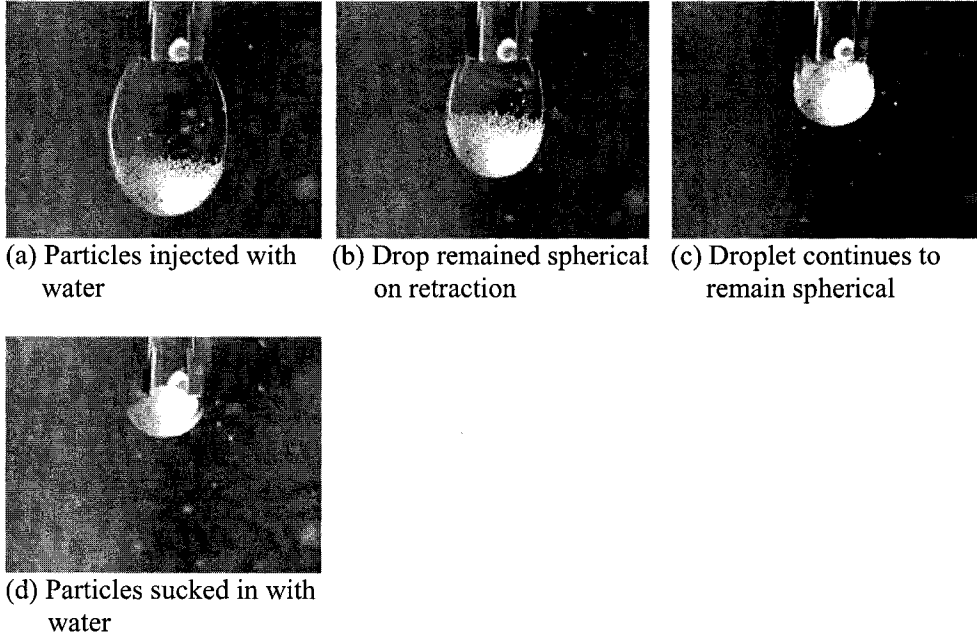 (a) Particles injected with
water
(b) Drop remained spherical
on retraction
(c) Droplet continues to
remain spherical
(d) Particles sucked in with
water